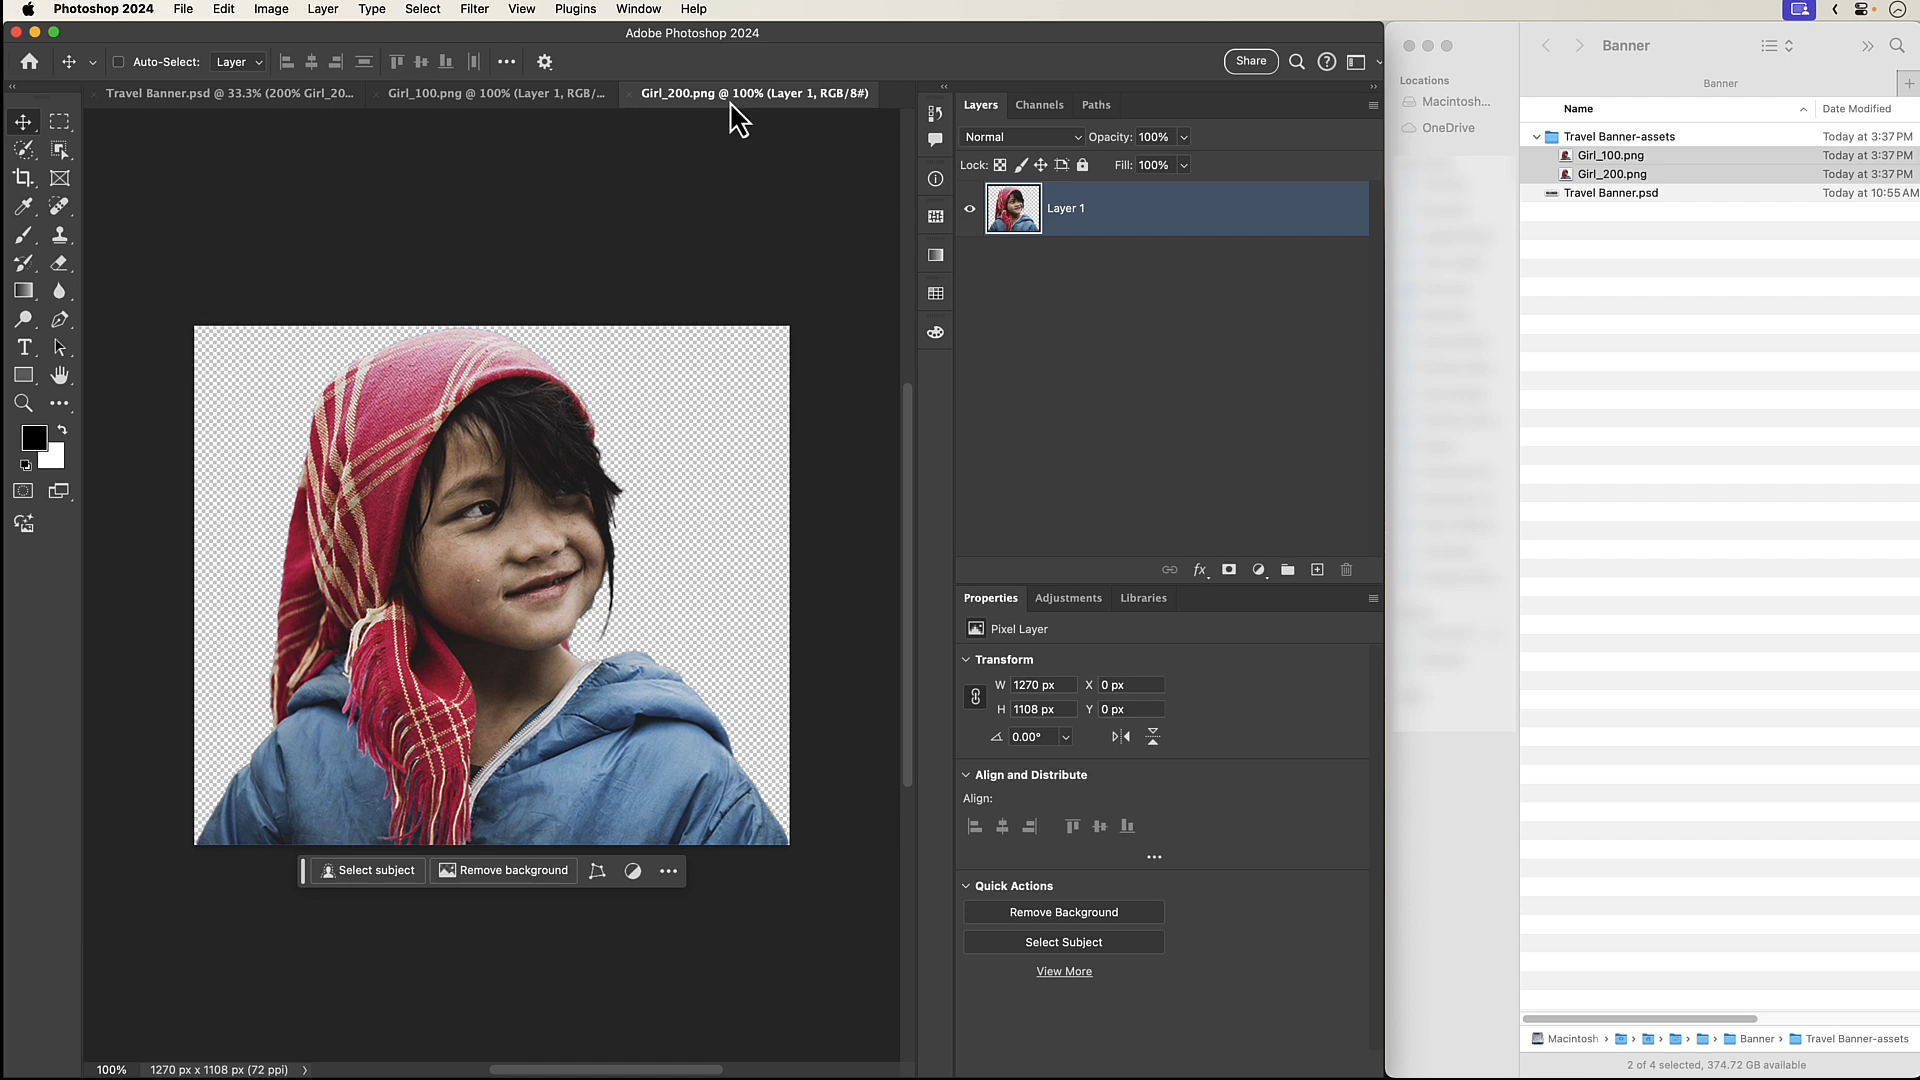 Photoshop 2024 File Edit Image Layer Type Select Filter View Plugins Window Help
Adobe Photoshop 2024
Auto-Select: Layer Share
Travel Banner.psd @ 33.3% (200% Girl_20... Girl_100.png @ 100% (Layer 1, RGB/... Girl_200.png @ 100% (Layer 1, RGB/8#)
Layers Channels Paths
Normal Opacity: 100%
Lock: Fill: 100%
Layer 1
fx
Properties Adjustments Libraries
Pixel Layer
Transform
W 1270 px X 0 px
H 1108 px Y 0 px
0.00°
Align and Distribute
Align:
Quick Actions
Remove Background
Select Subject
View More
Select subject Remove background
100% 1270 px x 1108 px (72 ppi)
Banner
Locations
Macintosh...
OneDrive
Banner
Name Date Modified
Travel Banner-assets Today at 3:37 PM
Girl_100.png Today at 3:37 PM
Girl_200.png Today at 3:37 PM
Travel Banner.psd Today at 10:55 AM
Macintosh Banner Travel Banner-assets
2 of 4 selected, 374.72 GB available